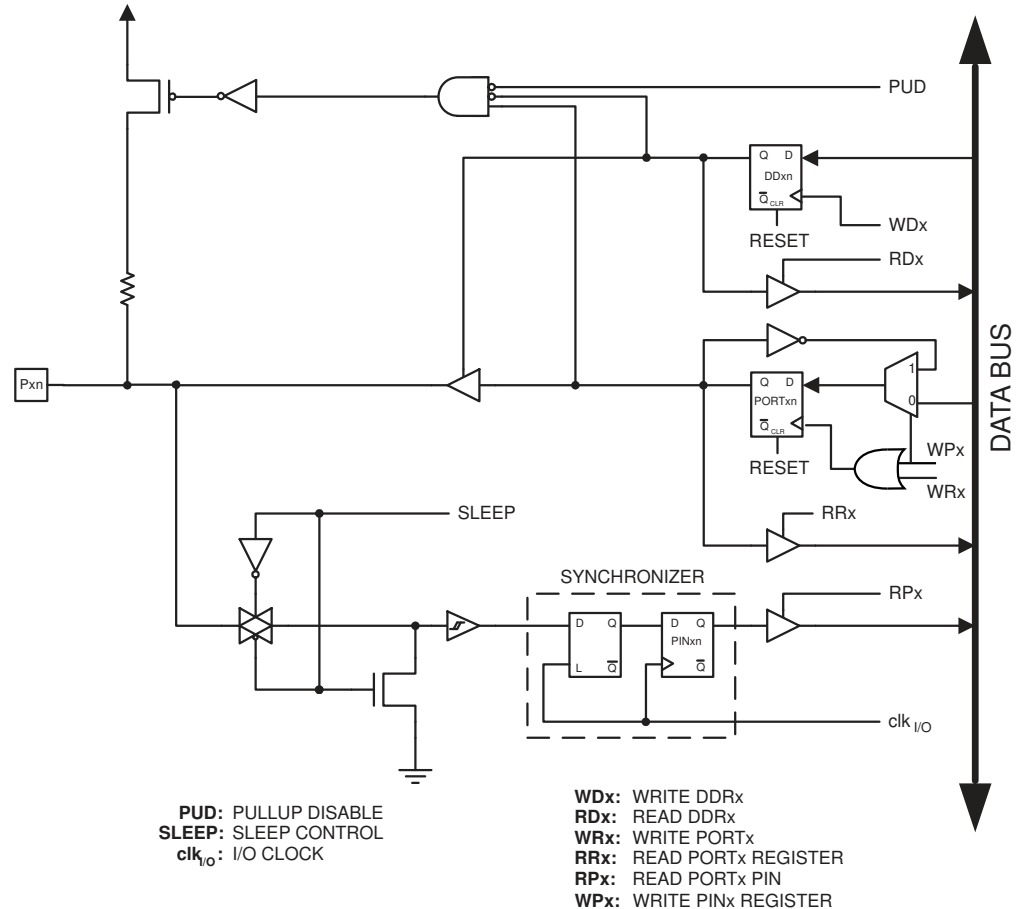 PUD
Q D
DDxn
Q CLR
WDx
RESET
RDx
Pxn
1
Q D
PORTxn
0
Q CLR
DATA BUS
WPx
RESET
WRx
SLEEP
RRx
SYNCHRONIZER
RPx
D Q
D Q
PINxn
L Q
Q
clk I/O
PUD: PULLUP DISABLE
SLEEP: SLEEP CONTROL
clkI/O: I/O CLOCK
WDx: WRITE DDRx
RDx: READ DDRx
WRx: WRITE PORTx
RRx: READ PORTx REGISTER
RPx: READ PORTx PIN
WPx: WRITE PINx REGISTER